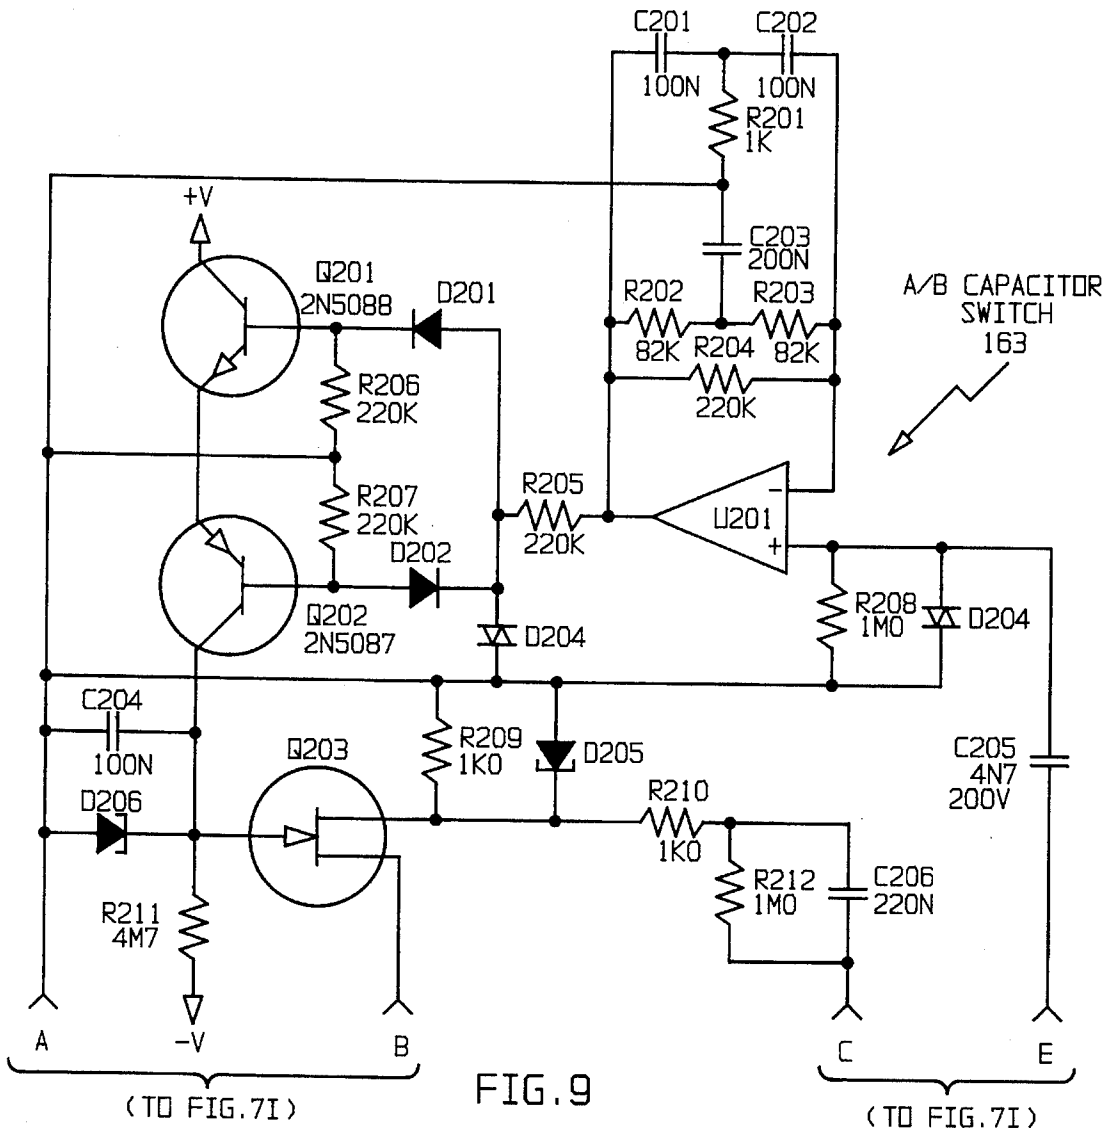 C201
C202
100N
100N
R201
1K
+V
C203
200N
Q201
2N5088
D201
R202
R203
A/B CAPACITOR
SWITCH
163
82K
R204
82K
220K
R206
220K
R205
-
U201
R207
220K
220K
+
D202
R208
1M0
D204
Q202
2N5087
D204
C204
100N
Q203
R209
1K0
D205
C205
4N7
200V
D206
R210
1K0
R212
1M0
C206
220N
R211
4M7
A
-V
B
C
E
FIG.9
(TO FIG.7I)
(TO FIG.7I)